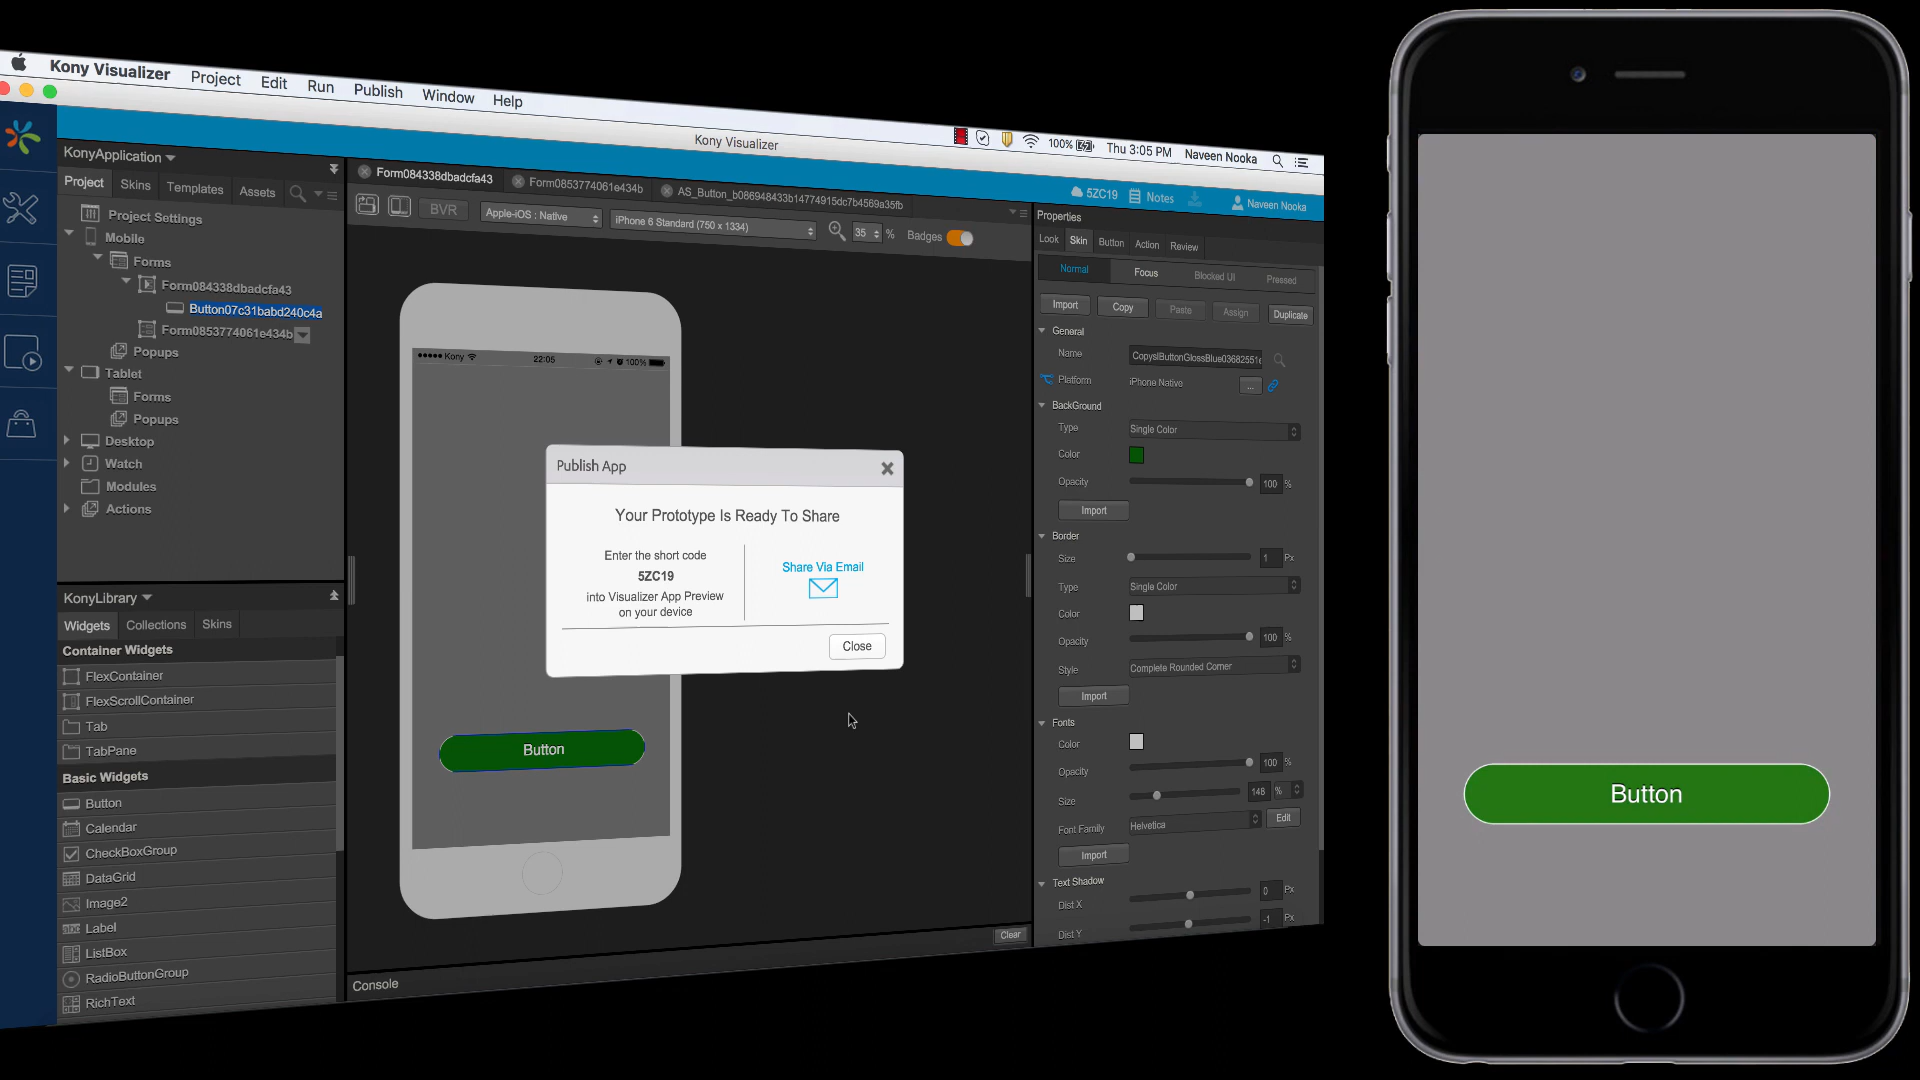 Kony Visualizer Project Edit Run Publish Window Help
100% Thu 3:05 PM Naveen Nooka
Kony Visualizer
5ZC19 Notes Naveen Nooka
KonyApplication
Project Skins Templates Assets
Project Settings
Mobile
Forms
Form084338dbadcfa43
Button07c31babd240c4a
Form0853774061e434b
Popups
Tablet
Forms
Popups
Desktop
Watch
Modules
Actions
KonyLibrary
Widgets Collections Skins
Container Widgets
FlexContainer
FlexScrollContainer
Tab
TabPane
Basic Widgets
Button
Calendar
CheckBoxGroup
DataGrid
Image2
Label
ListBox
RadioButtonGroup
RichText
Form084338dbadcfa43 Form0853774061e434b AS_Button_b086948433b14774915dc7b4569a35fb
BVR Apple-iOS : Native iPhone 6 Standard (750 x 1334) 35 % Badges
Kony 22:05 100%
Button
Publish App
Your Prototype Is Ready To Share
Enter the short code
5ZC19
into Visualizer App Preview
on your device
Share Via Email
Close
Clear
Console
Properties
Look Skin Button Action Review
Normal Focus Blocked UI Pressed
Import Copy Paste Assign Duplicate
General
Name
Platform iPhone Native ...
BackGround
Type Single Color
Color
Opacity 100 %
Import
Border
Size 1 Px
Type Single Color
Color
Opacity 100 %
Style Complete Rounded Corner
Import
Fonts
Color
Opacity 100 %
Size 148 %
Font Family Helvetica Edit
Import
Text Shadow
Dist X 0 Px
Dist Y -1 Px
Button